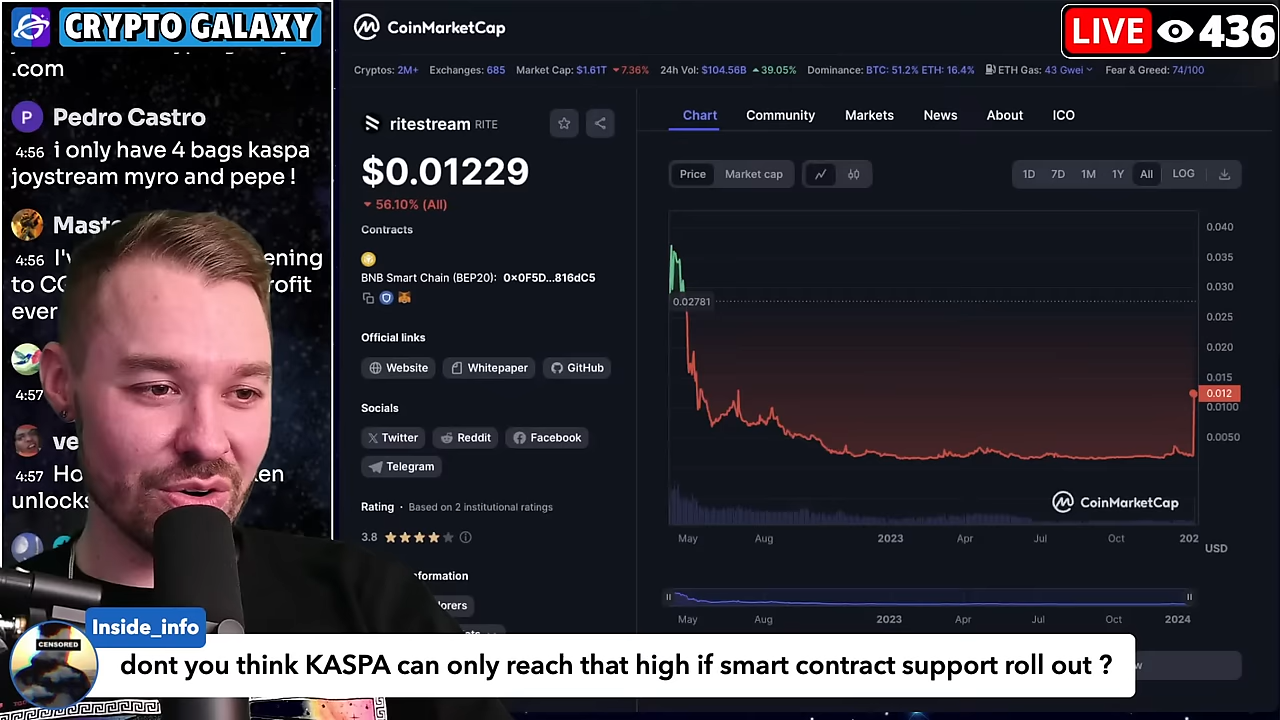 CRYPTO GALAXY
.com
P
Pedro Castro
4:56 i only have 4 bags kaspa
joystream myro and pepe !
4:56
ever
4:57
ve
4:57
unlocks
CoinMarketCap
LIVE 436
Cryptos: 2M+ Exchanges: 685 Market Cap: $1.61T 7.36% 24h Vol: $104.56B 39.05% Dominance: BTC: 51.2% ETH: 16.4% ETH Gas: 43 Gwei Fear & Greed: 74/100
ritestream RITE
$0.01229
56.10% (All)
Contracts
BNB Smart Chain (BEP20): 0x0F5D...816dC5
Official links
Website Whitepaper GitHub
Socials
Twitter Reddit Facebook
Telegram
Rating · Based on 2 institutional ratings
3.8
Chart Community Markets News About ICO
Price Market cap
1D 7D 1M 1Y All LOG
0.040
0.035
0.030
0.02781
0.025
0.020
0.015
0.012
0.0100
0.0050
CoinMarketCap
May Aug 2023 Apr Jul Oct 202
USD
May Aug 2023 Apr Jul Oct 2024
Inside_info
CENSORED
dont you think KASPA can only reach that high if smart contract support roll out ?